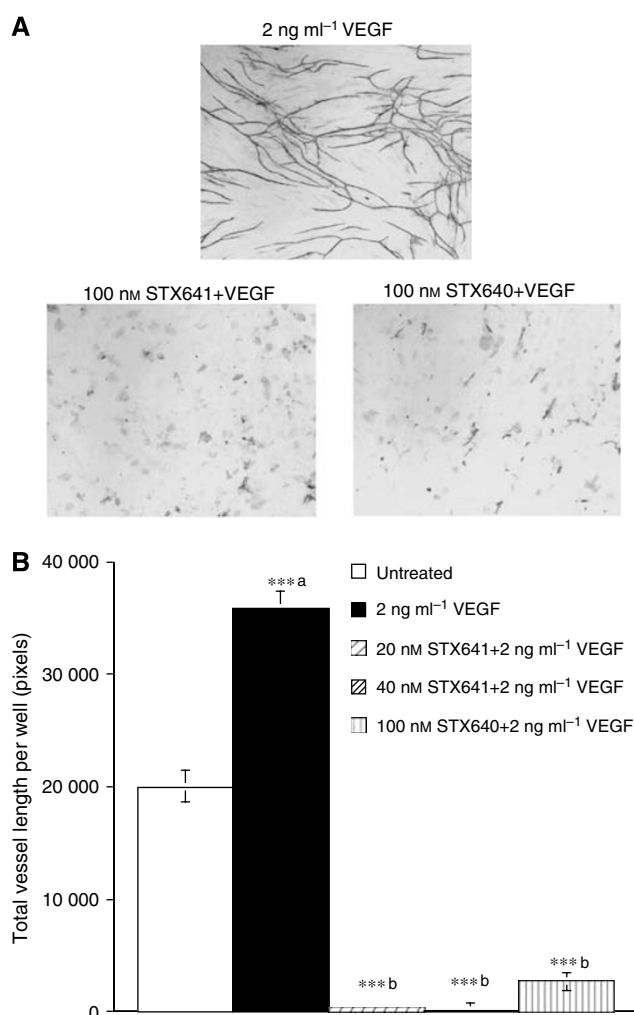 A
2 ng ml⁻¹ VEGF
100 nM STX641+VEGF
100 nM STX640+VEGF
B
40 000
30 000
20 000
10 000
0
Total vessel length per well (pixels)
***a
***b
***b
***b
Untreated
2 ng ml⁻¹ VEGF
20 nM STX641+2 ng ml⁻¹ VEGF
40 nM STX641+2 ng ml⁻¹ VEGF
100 nM STX640+2 ng ml⁻¹ VEGF